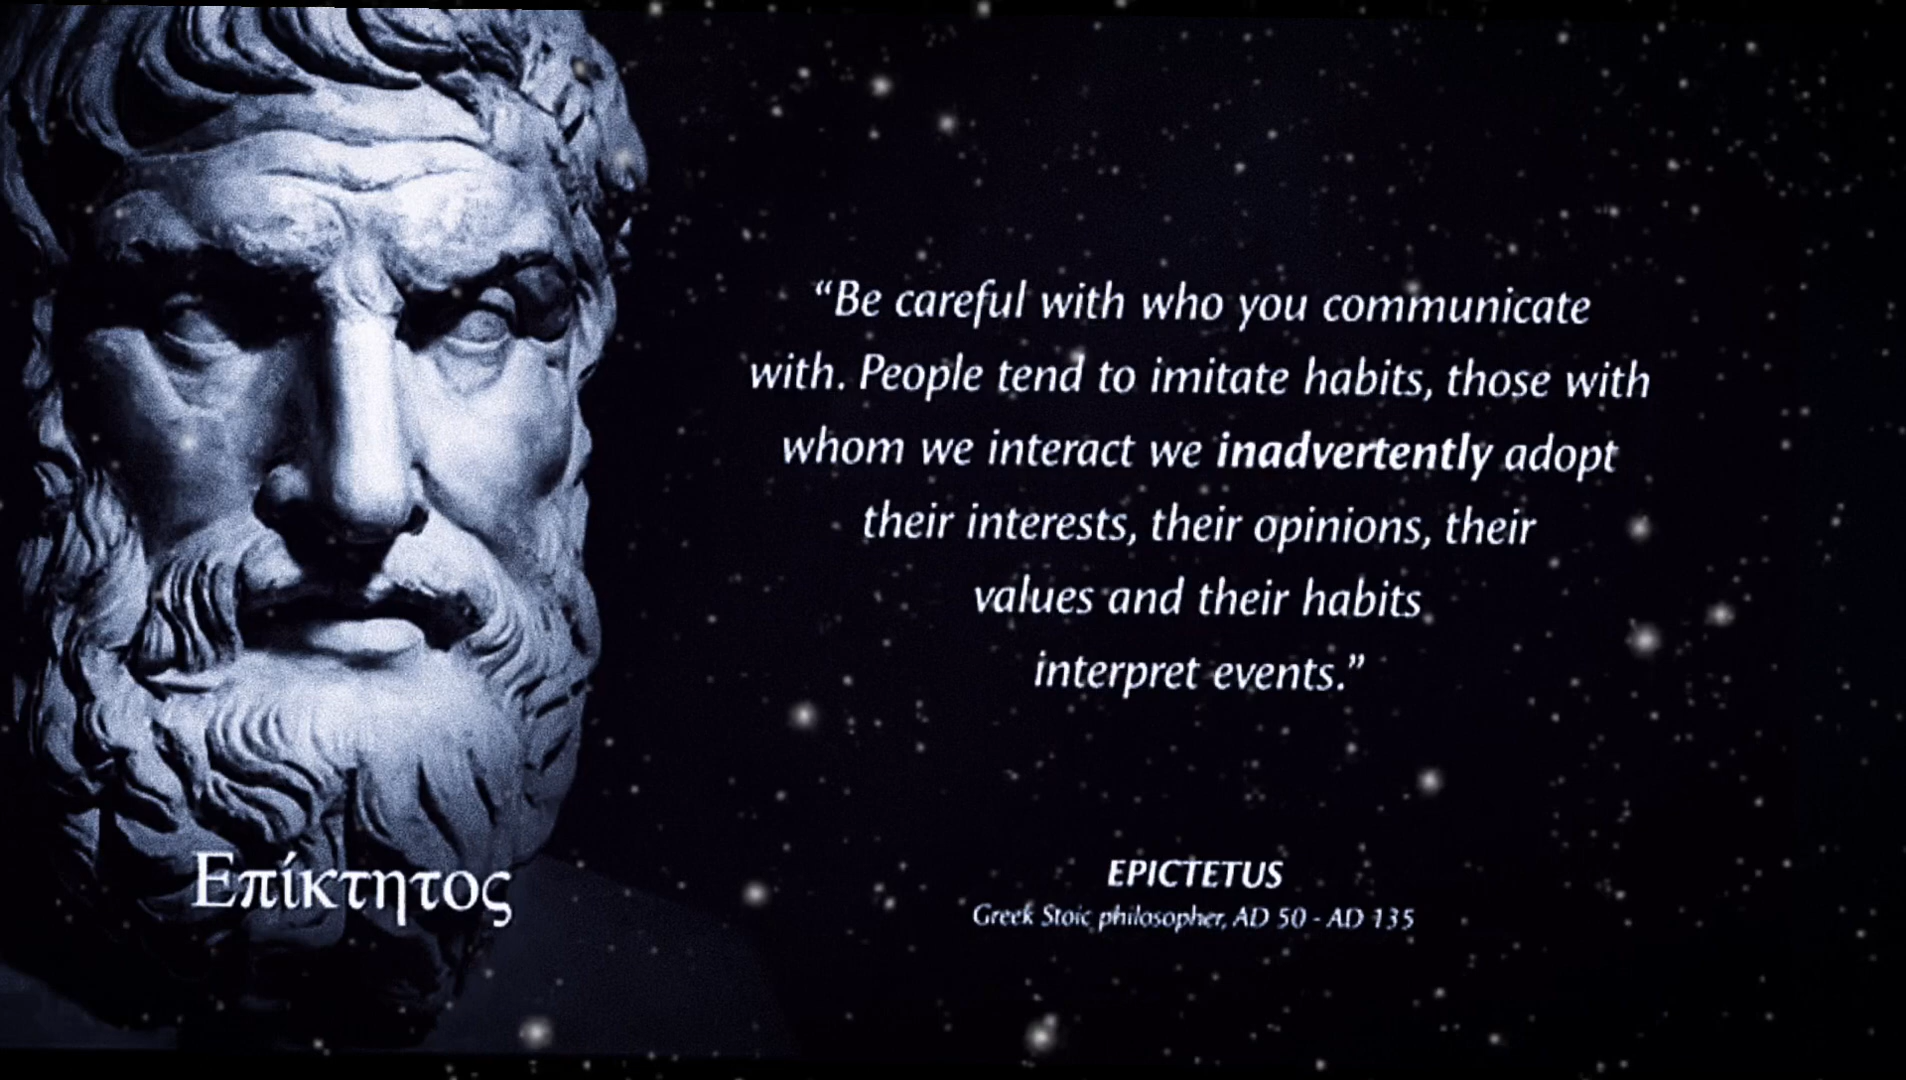 “Be careful with who you communicate
with. People tend to imitate habits, those with
whom we interact we inadvertently adopt
their interests, their opinions, their
values and their habits
interpret events.”
Επίκτητος
EPICTETUS
Greek Stoic philosopher, AD 50 - AD 135